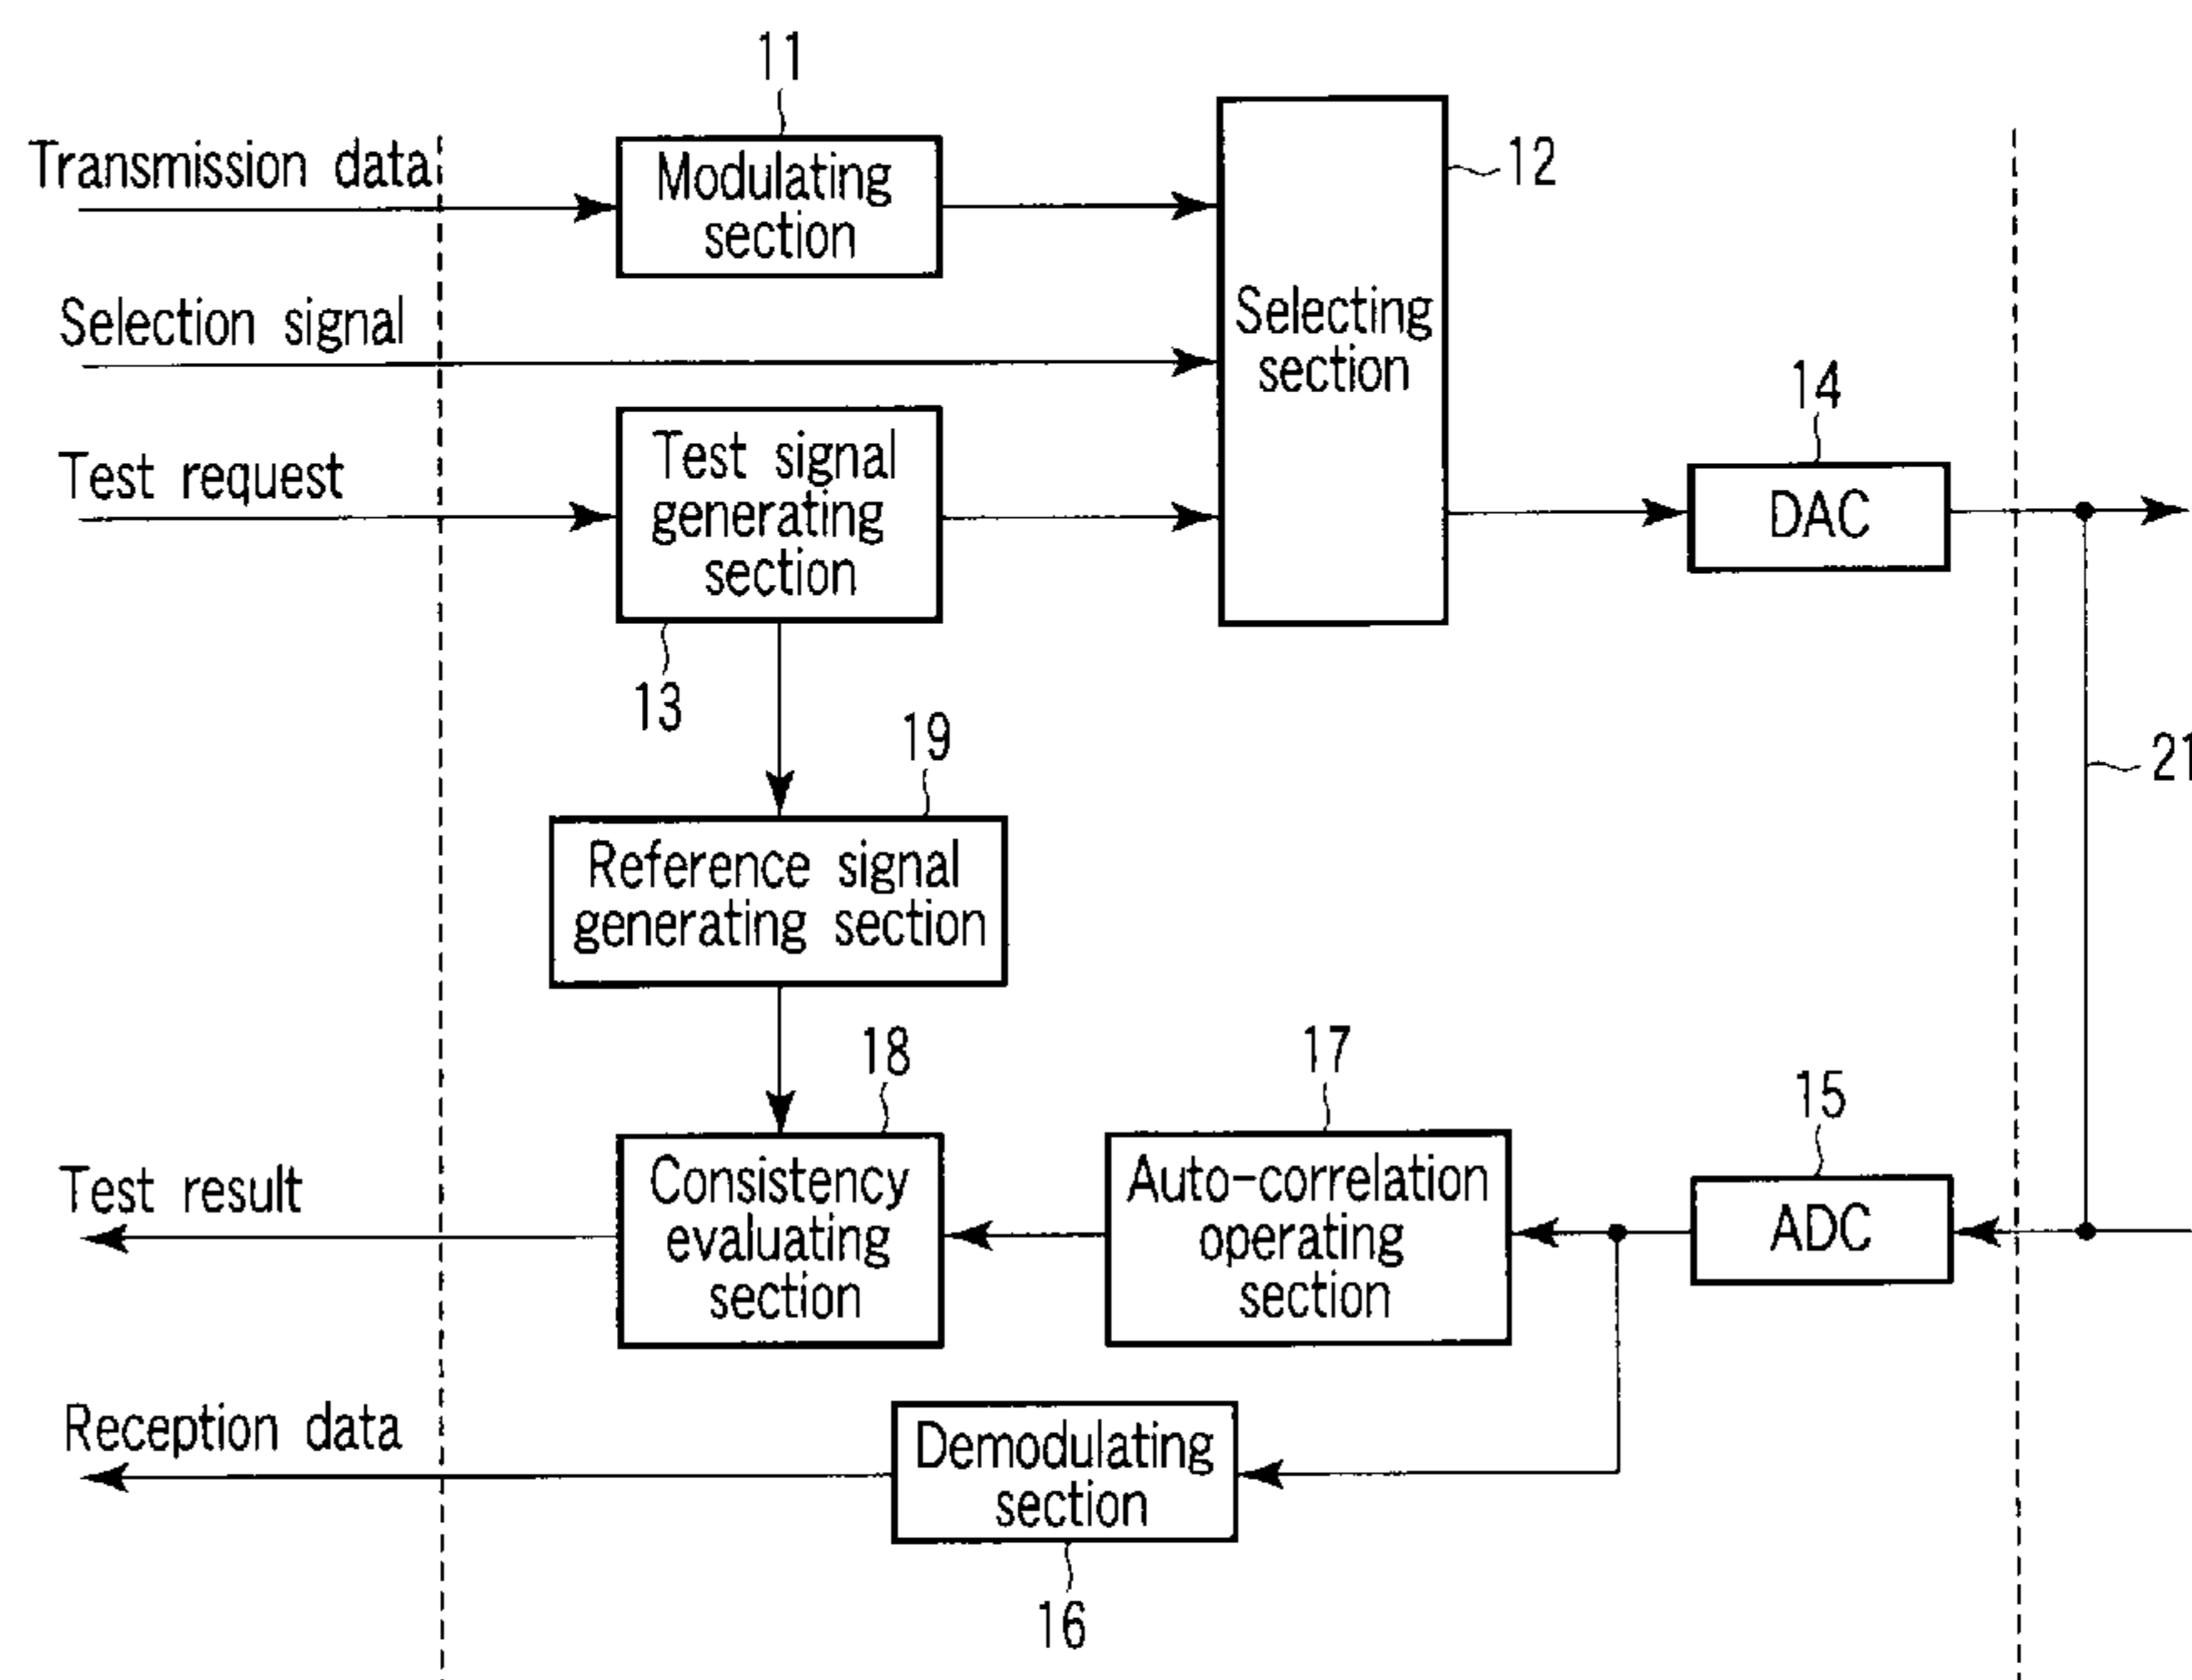 11
Transmission data
Modulating
section
12
Selection signal
Selecting
section
14
Test request
Test signal
generating
section
DAC
13
19
21
Reference signal
generating section
18
17
15
Test result
Consistency
evaluating
section
Auto-correlation
operating
section
ADC
Reception data
Demodulating
section
16